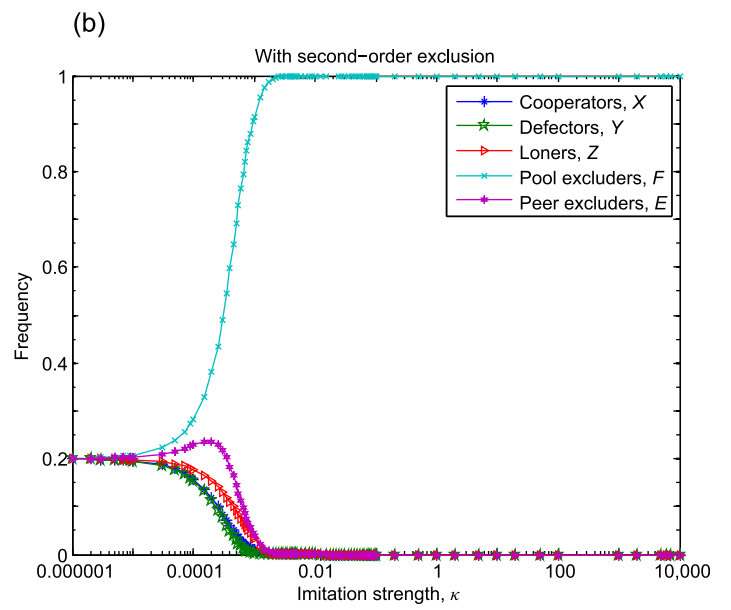 (b)
With second−order exclusion
1
0.8
0.6
0.4
0.2
0
Frequency
Cooperators, X
Defectors, Y
Loners, Z
Pool excluders, F
Peer excluders, E
0.000001
0.0001
0.01
1
100
10,000
Imitation strength, κ